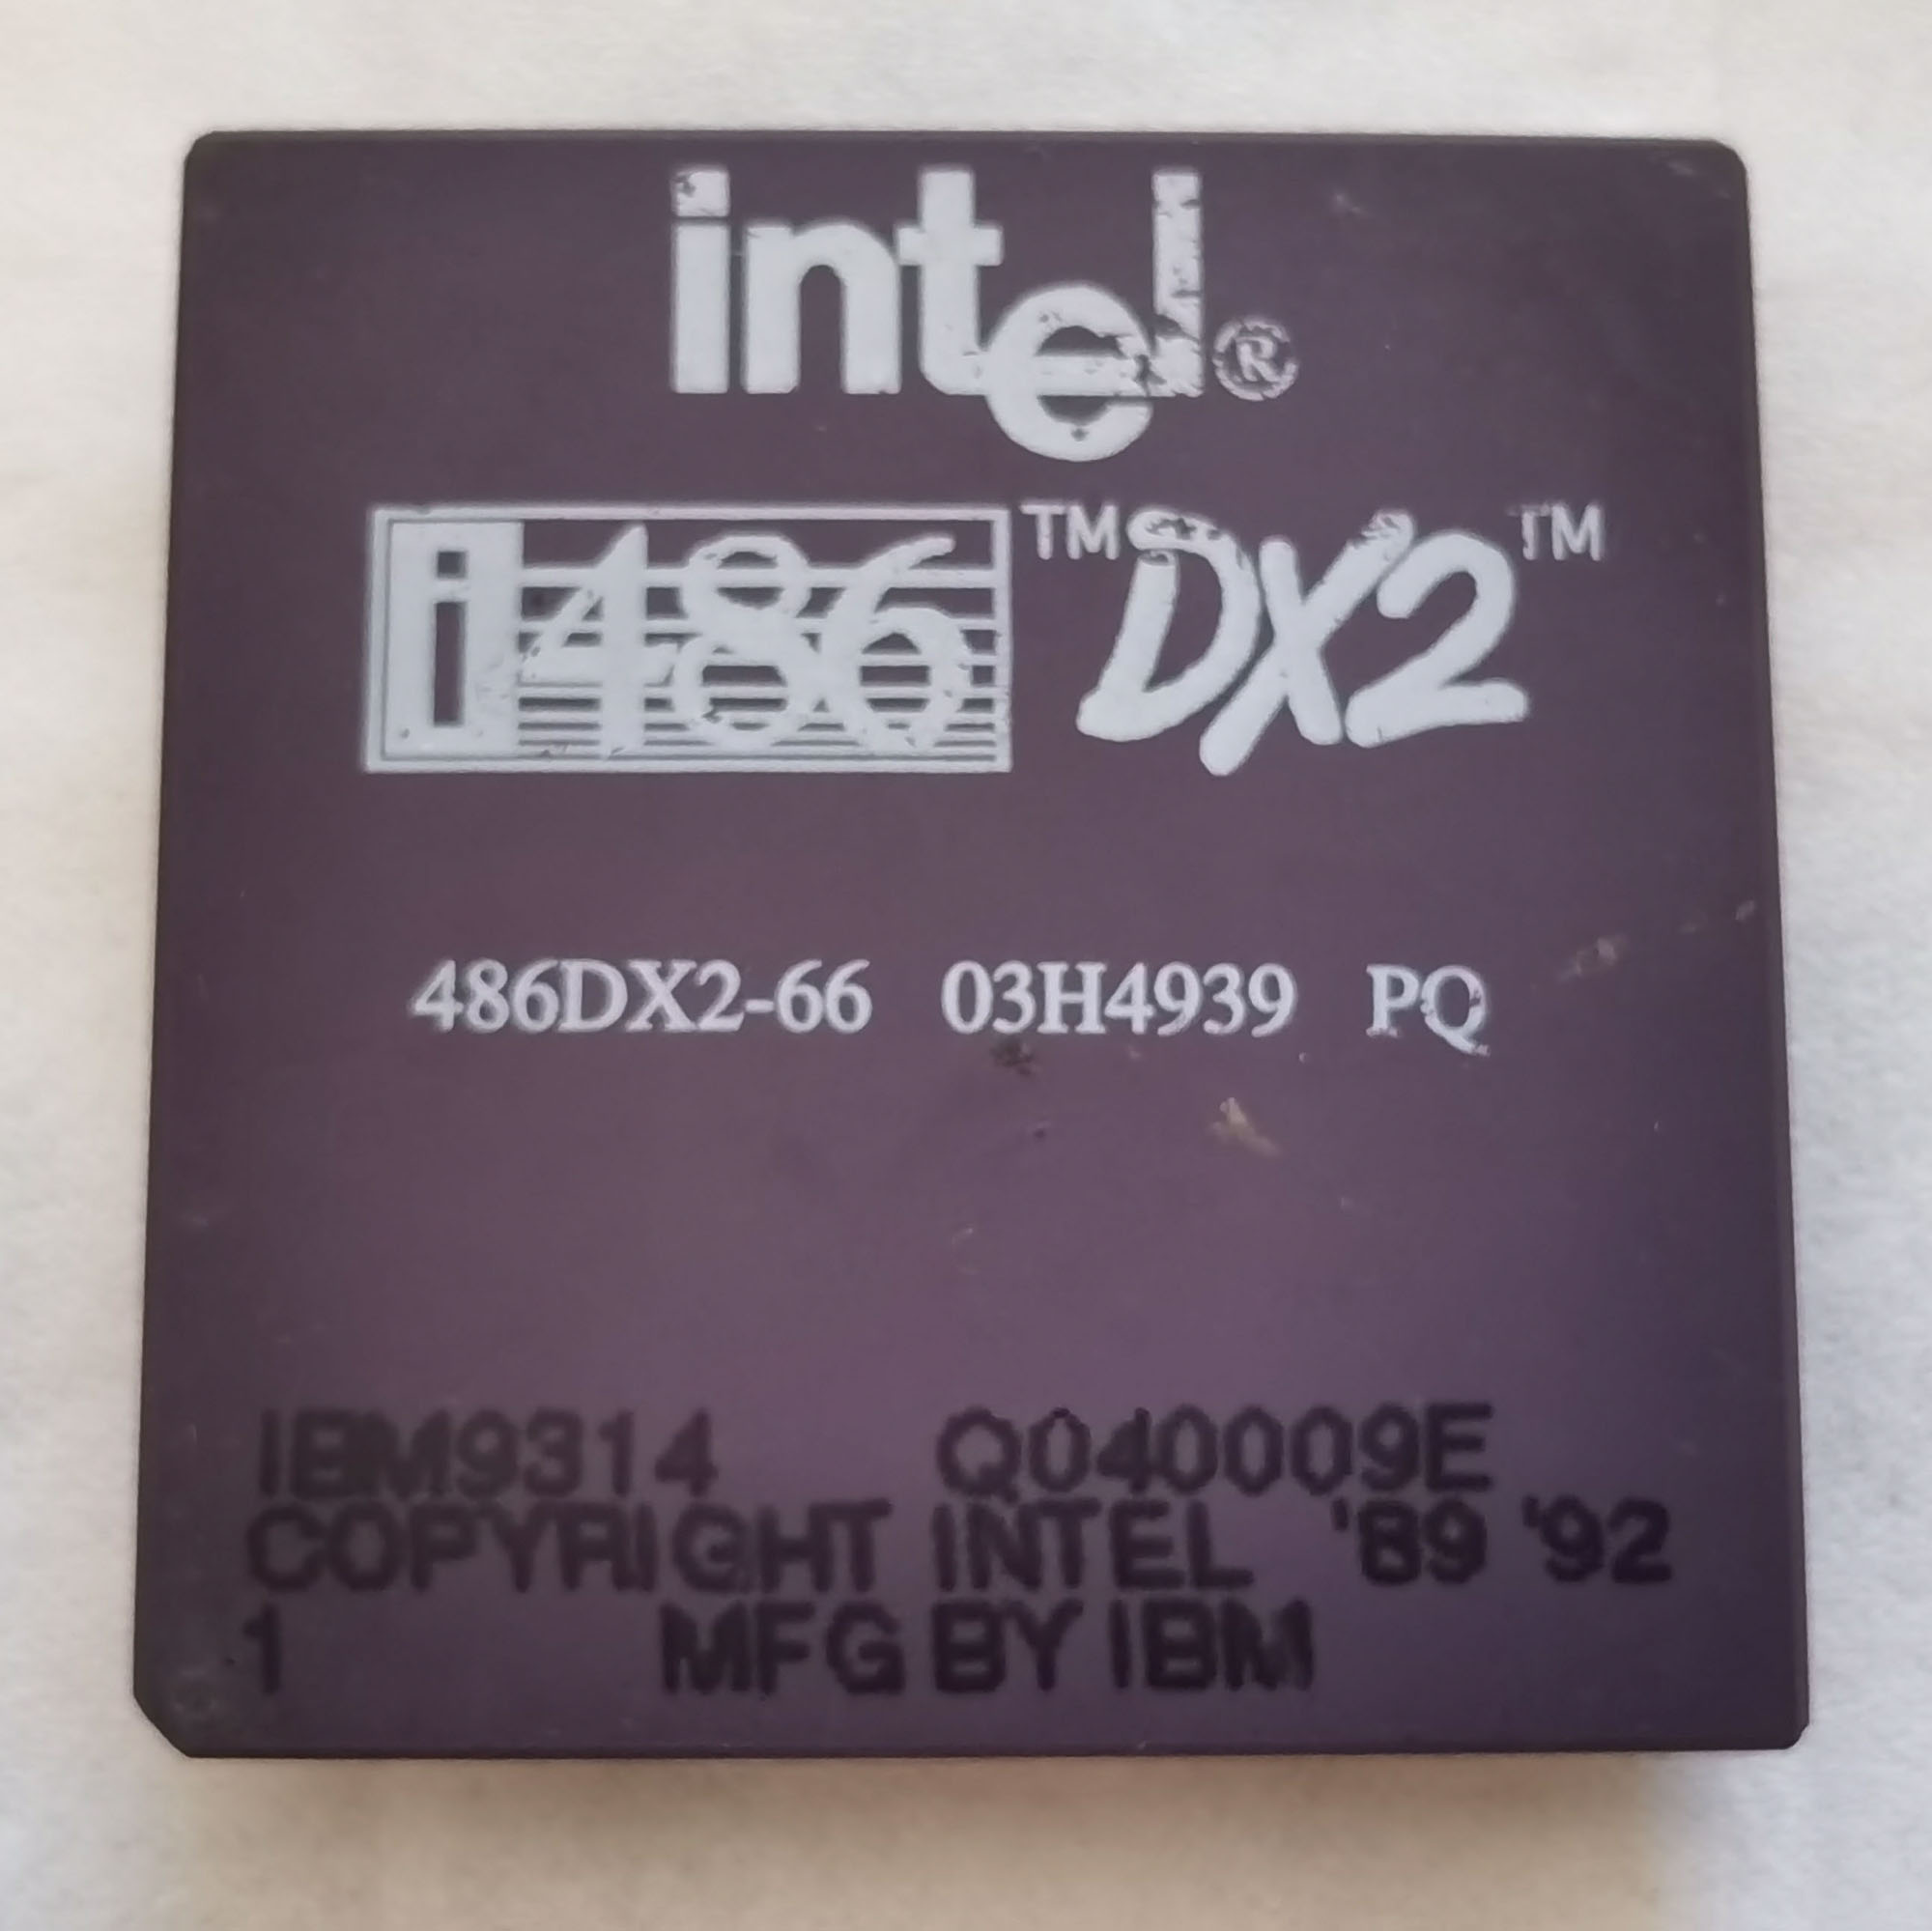 intel®
i486™ DX2™
486DX2-66 03H4939 PQ
IBM9314 Q040009E
COPYRIGHT INTEL '89 '92
1 MFG BY IBM